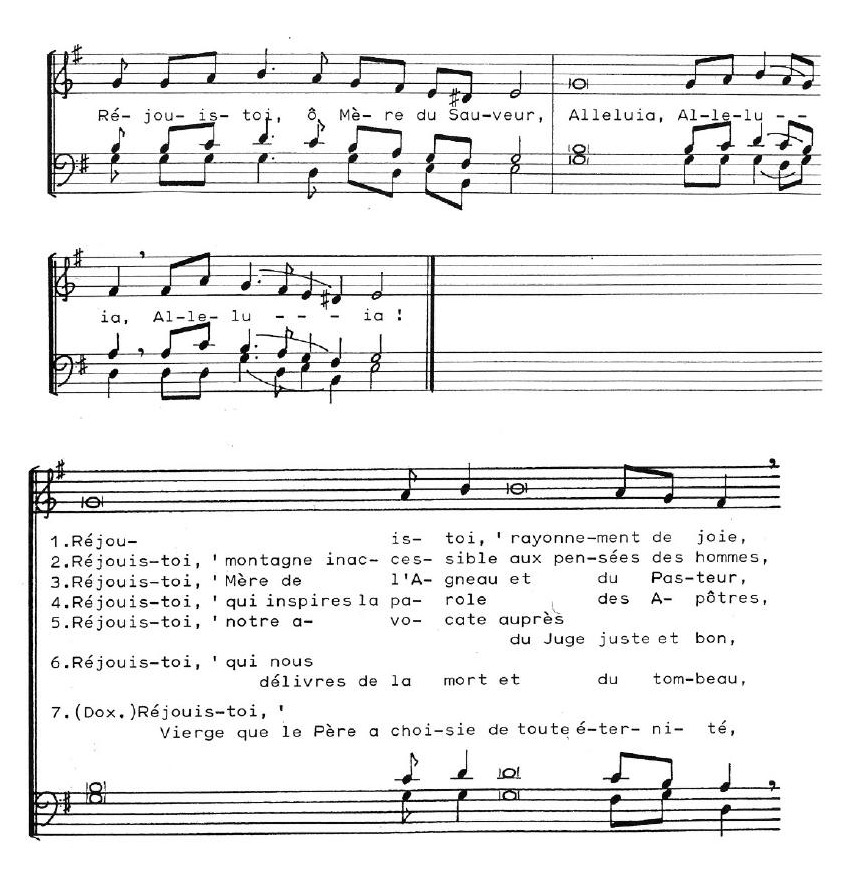 Ré- jou- is- toi, ô Mè- re du Sau-veur, Alleluia, Al-le-lu - -
ia, Al-le- lu - - - ia !
1.Réjou- is- toi, ' rayonne-ment de joie,
2.Réjouis-toi, ' montagne inac- ces- sible aux pen-sées des hommes,
3.Réjouis-toi, ' Mère de l'A- gneau et du Pas-teur,
4.Réjouis-toi, ' qui inspires la pa- role des A- pôtres,
5.Réjouis-toi, ' notre a- vo- cate auprès
du Juge juste et bon,
6.Réjouis-toi, ' qui nous
délivres de la mort et du tom-beau,
7.(Dox.)Réjouis-toi, '
Vierge que le Père a choi-sie de toute é-ter- ni- té,